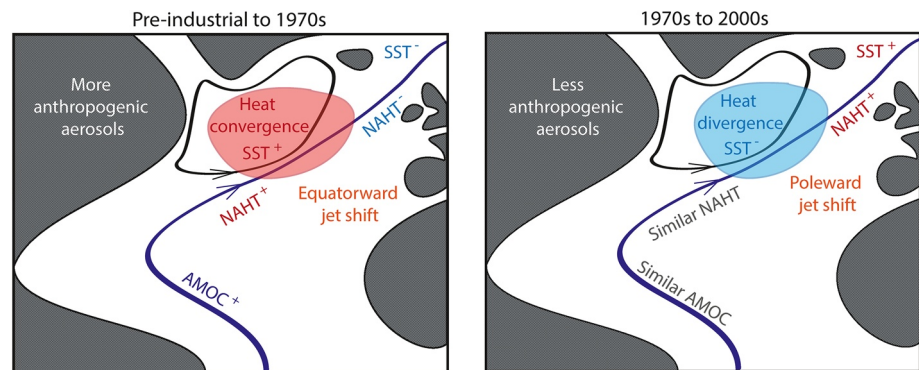 Pre-industrial to 1970s
More
anthropogenic
aerosols
SST -
Heat
convergence
SST +
NAHT -
NAHT +
Equatorward
jet shift
AMOC +
1970s to 2000s
Less
anthropogenic
aerosols
SST +
Heat
divergence
SST -
NAHT +
Similar NAHT
Poleward
jet shift
Similar AMOC